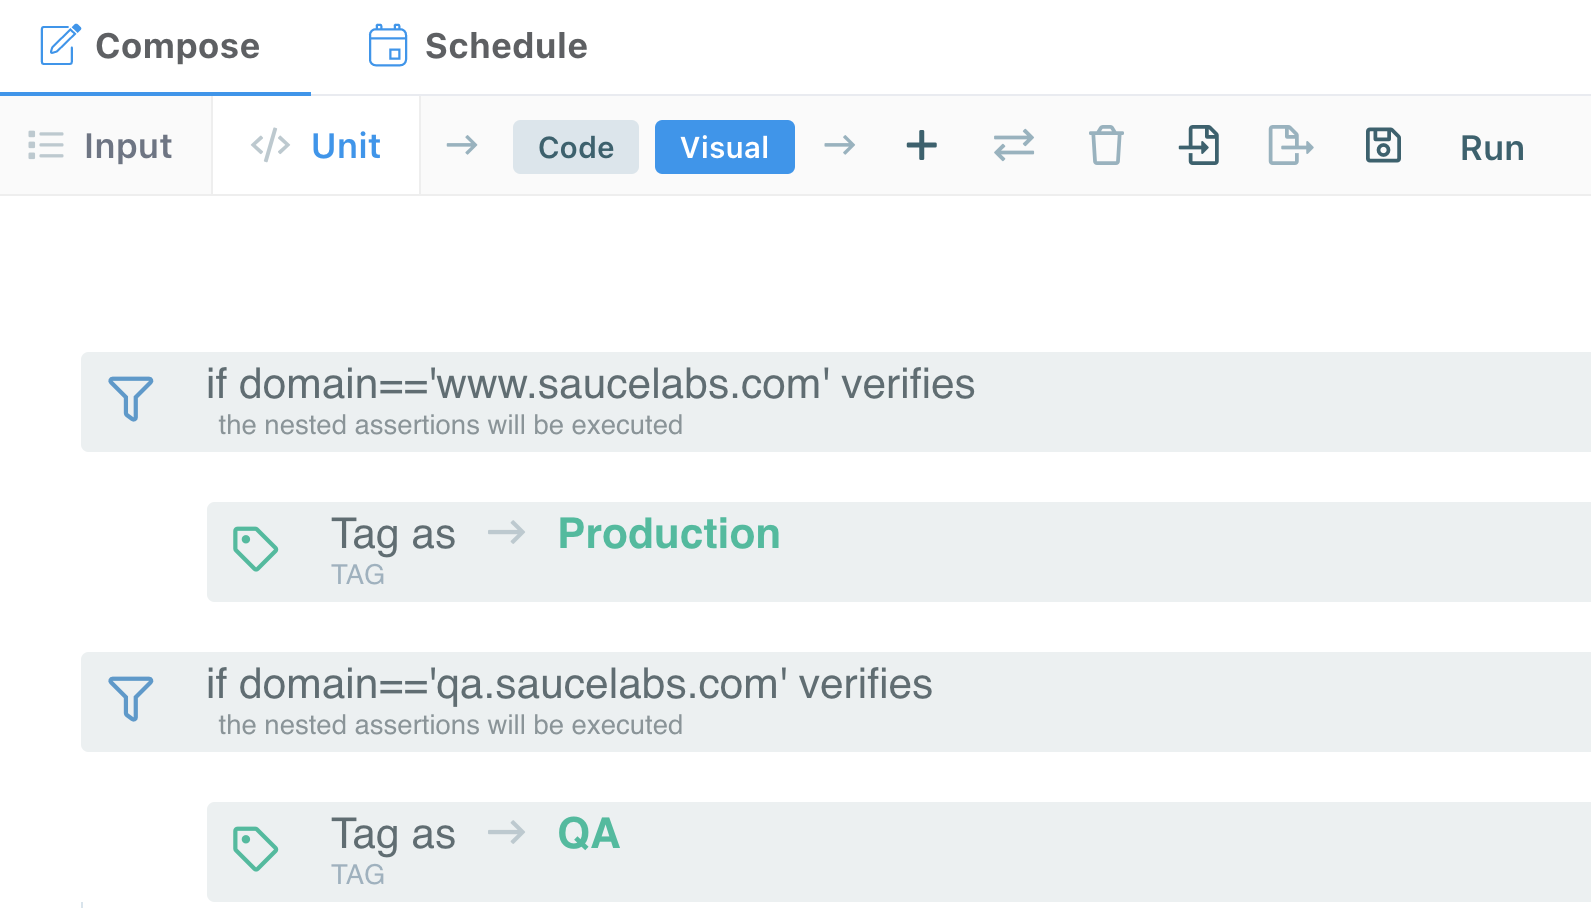 Compose Schedule
Input Unit Code Visual Run
if domain=='www.saucelabs.com' verifies
the nested assertions will be executed
Tag as → Production
TAG
if domain=='qa.saucelabs.com' verifies
the nested assertions will be executed
Tag as → QA
TAG